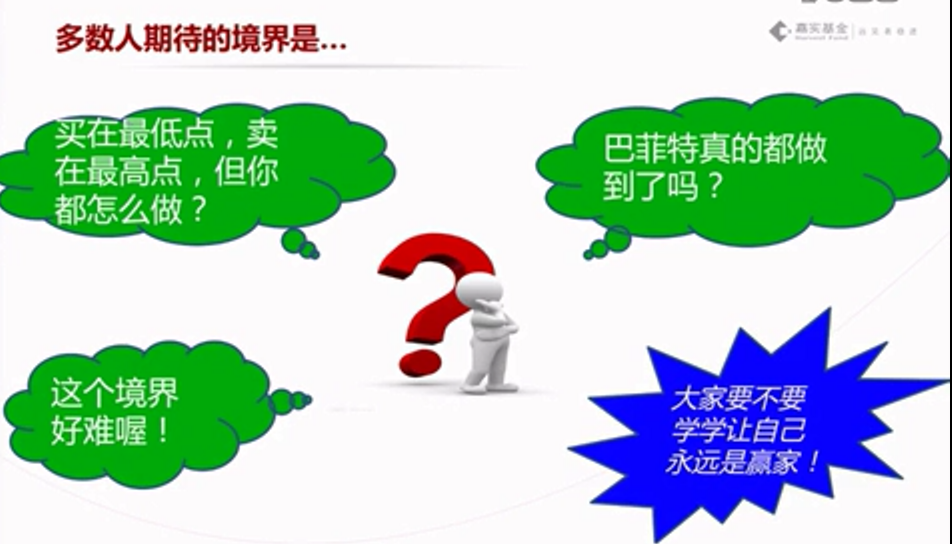 多数人期待的境界是...
嘉实基金
Harvest Fund
买在最低点，卖
在最高点，但你
都怎么做？
巴菲特真的都做
到了吗？
这个境界
好难喔！
大家要不要
学学让自己
永远是赢家！